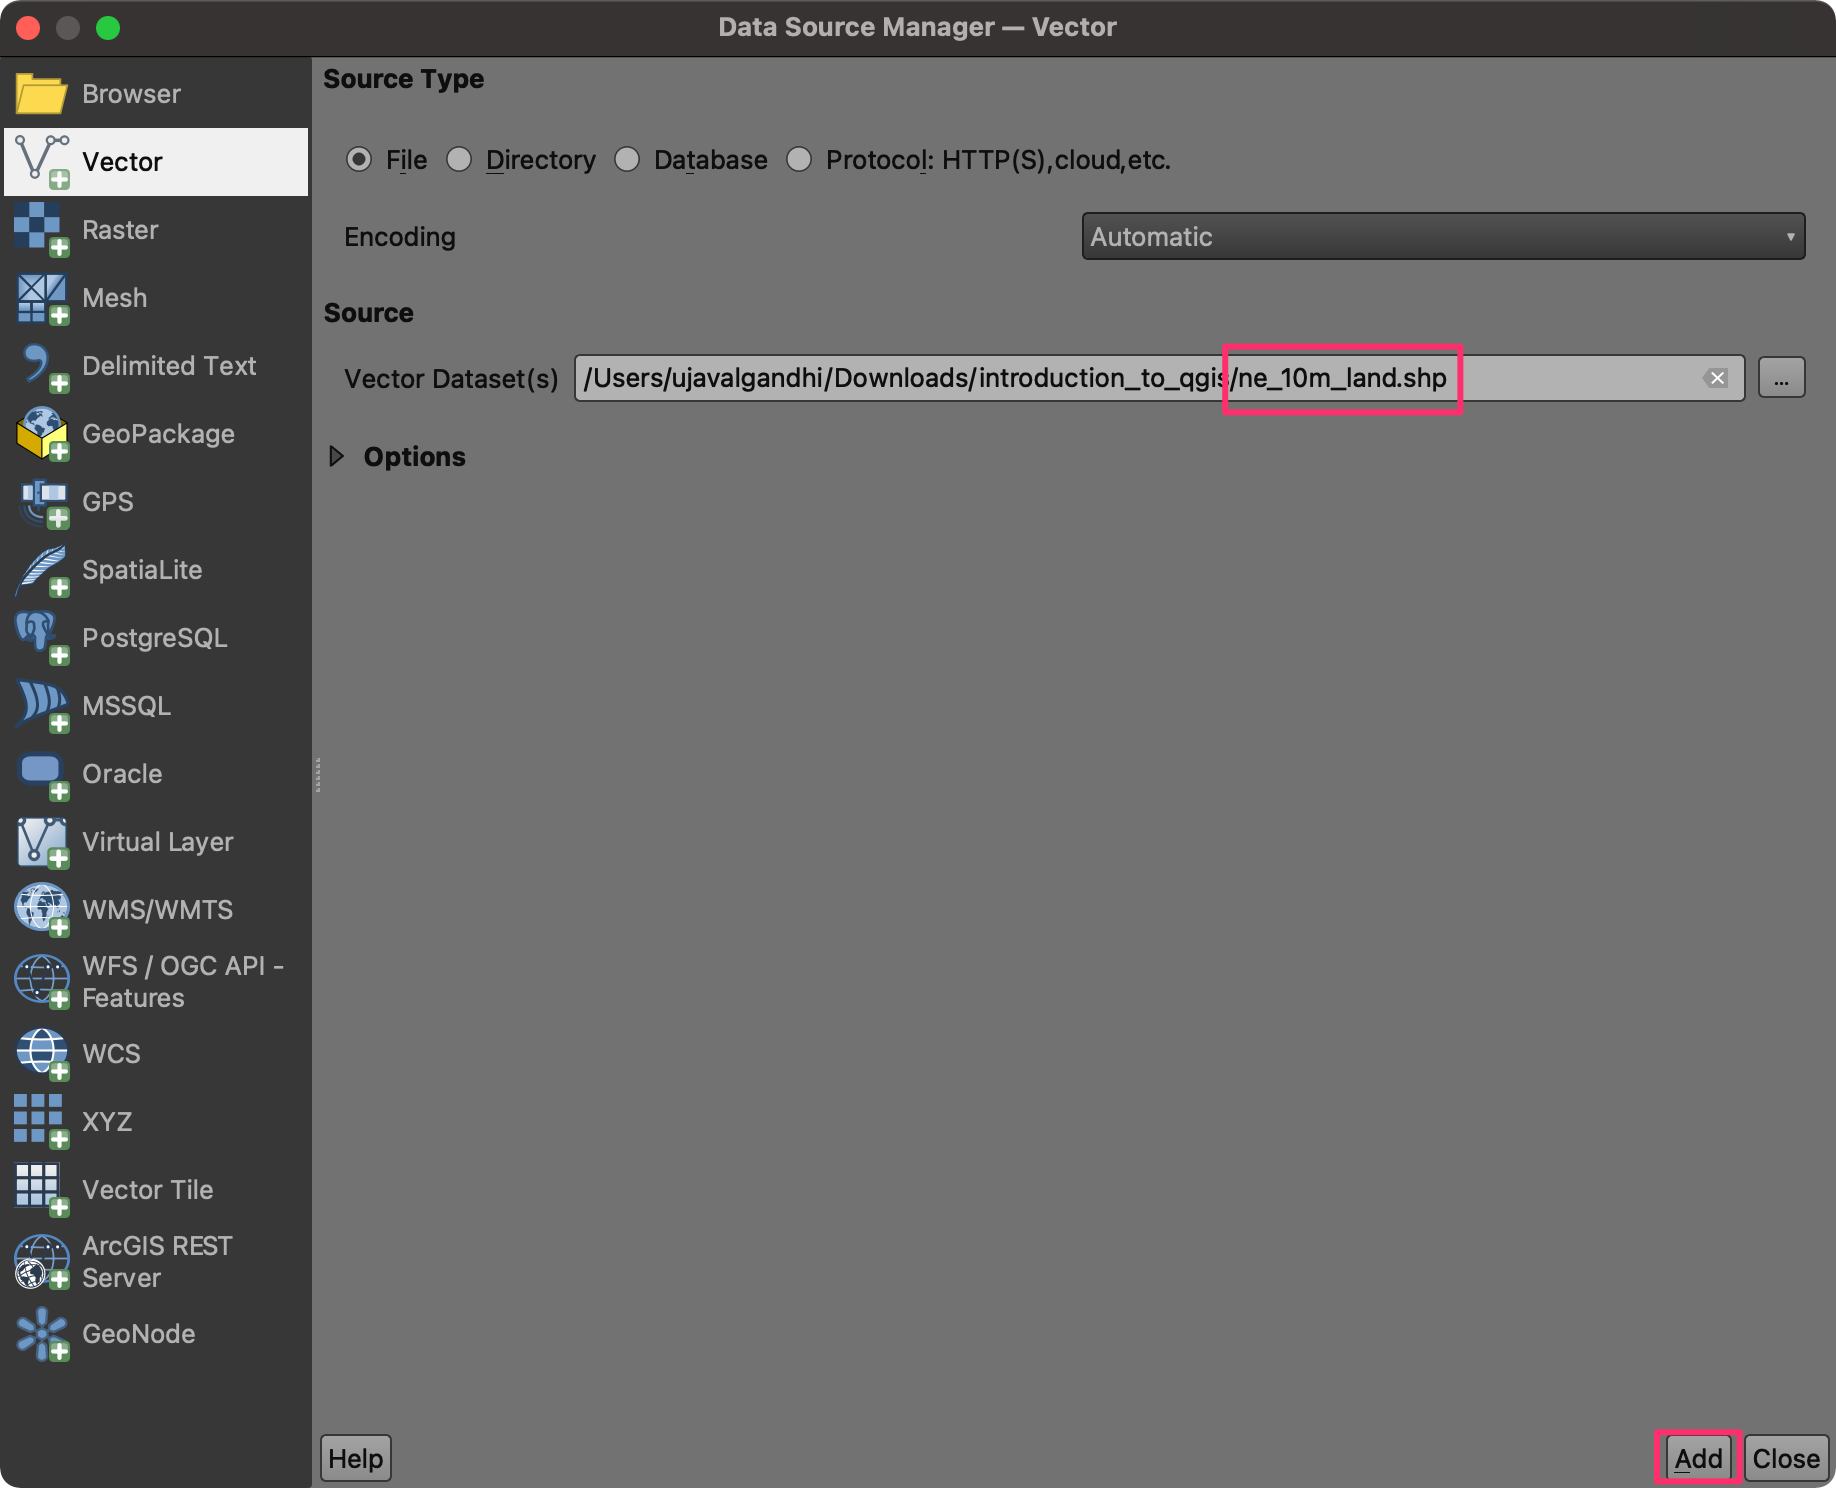 Data Source Manager — Vector
Browser
Vector
Raster
Mesh
Delimited Text
GeoPackage
GPS
SpatiaLite
PostgreSQL
MSSQL
Oracle
Virtual Layer
WMS/WMTS
WFS / OGC API -
Features
WCS
XYZ
Vector Tile
ArcGIS REST
Server
GeoNode
Source Type
File Directory Database Protocol: HTTP(S),cloud,etc.
Encoding Automatic
Source
Vector Dataset(s) /Users/ujavalgandhi/Downloads/introduction_to_qgis/ne_10m_land.shp ...
Options
Help Add Close